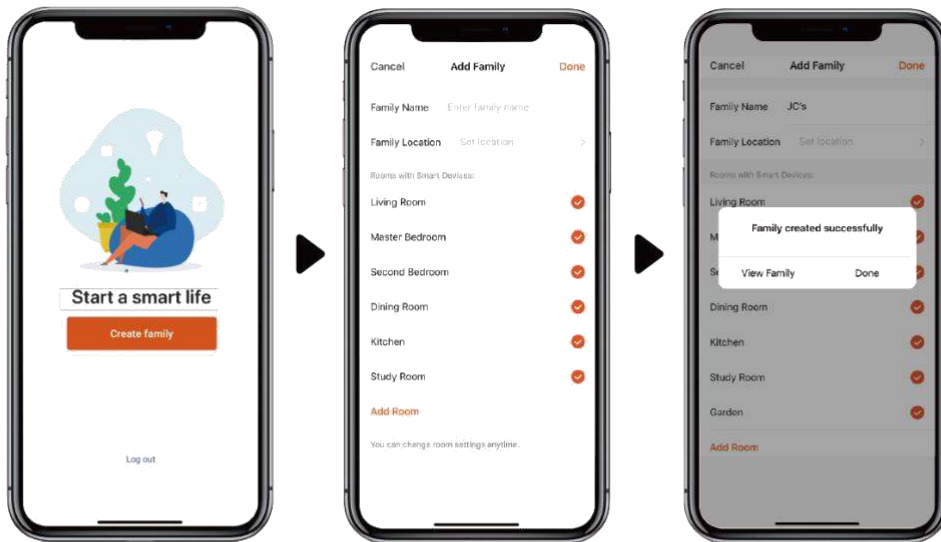 Start a smart life
Create family
Log out
Cancel Add Family Done
Family Name Enter family name
Family Location Set location
Rooms with Smart Devices:
Living Room
Master Bedroom
Second Bedroom
Dining Room
Kitchen
Study Room
Add Room
You can change room settings anytime.
Cancel Add Family Done
Family Name JC's
Family Location Set location
Rooms with Smart Devices:
Living Room
Family created successfully
M
Se
View Family Done
Dining Room
Kitchen
Study Room
Garden
Add Room